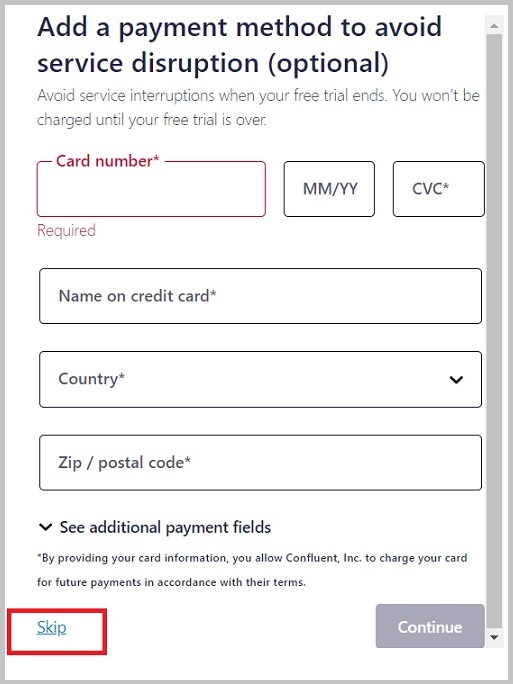 Add a payment method to avoid
service disruption (optional)
Avoid service interruptions when your free trial ends. You won't be
charged until your free trial is over.
Card number*
MM/YY
CVC*
Required
Name on credit card*
Country*
Zip / postal code*
See additional payment fields
*By providing your card information, you allow Confluent, Inc. to charge your card
for future payments in accordance with their terms.
Skip
Continue